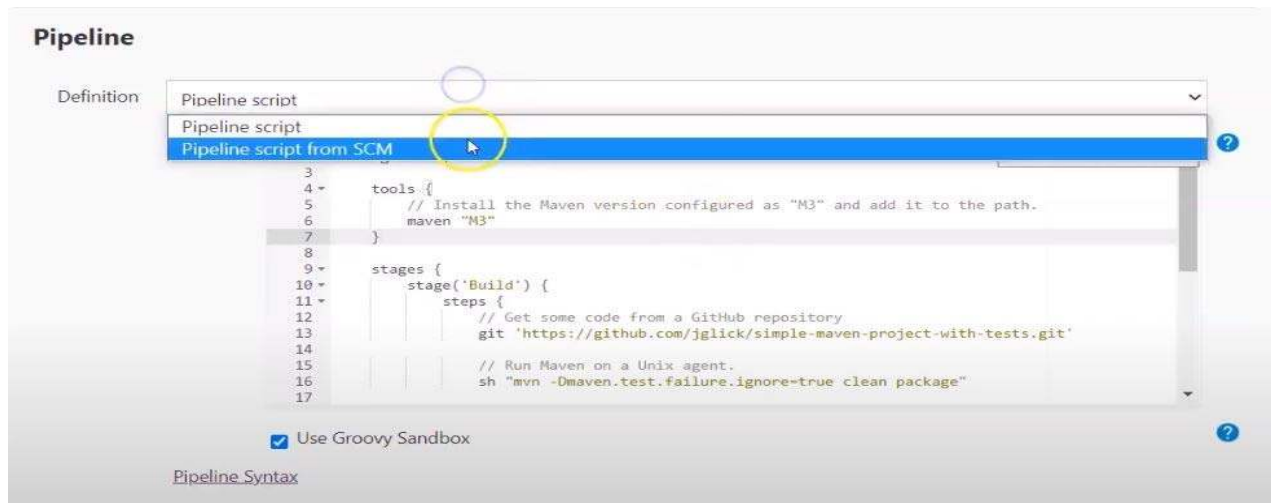 Pipeline
Definition
Pipeline script
Pipeline script
Pipeline script from SCM
3
4 tools {
5 // Install the Maven version configured as "M3" and add it to the path.
6 maven "M3"
7 }
8
9 stages {
10 stage('Build') {
11 steps {
12 // Get some code from a GitHub repository
13 git 'https://github.com/jglick/simple-maven-project-with-tests.git'
14
15 // Run Maven on a Unix agent.
16 sh "mvn -Dmaven.test.failure.ignore=true clean package"
17
Use Groovy Sandbox
Pipeline Syntax